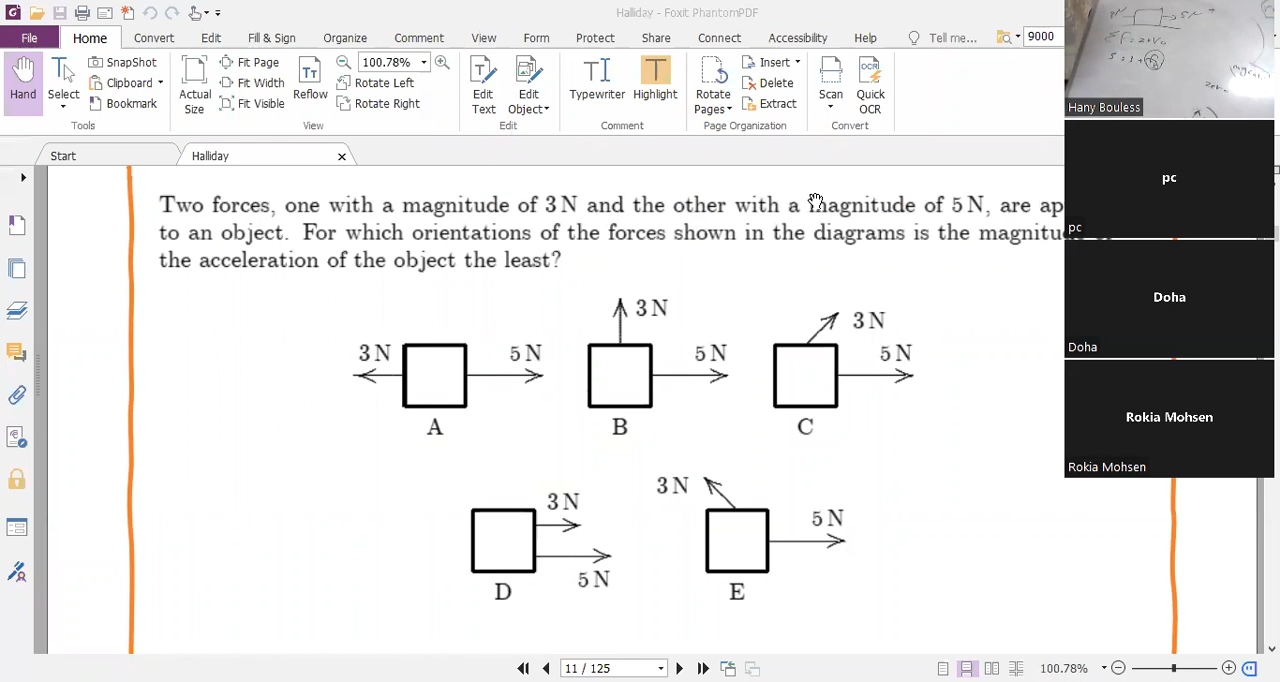 Halliday - Foxit PhantomPDF
File Home Convert Edit Fill & Sign Organize Comment View Form Protect Share Connect Accessibility Help Tell me... 9000
Hand Select SnapShot Clipboard Bookmark
Actual Size Fit Page Fit Width Fit Visible Reflow 100.78% Rotate Left Rotate Right
Edit Text Edit Object Typewriter Highlight Rotate Pages Insert Delete Extract Scan Quick OCR
Tools View Edit Comment Page Organization Convert
Start Halliday
Two forces, one with a magnitude of 3 N and the other with a magnitude of 5 N, are ap
to an object. For which orientations of the forces shown in the diagrams is the magnitu
the acceleration of the object the least?
3 N 5 N A
3 N 5 N B
3 N 5 N C
3 N 5 N D
3 N 5 N E
Hany Bouless
pc
pc
Doha
Doha
Rokia Mohsen
Rokia Mohsen
11 / 125
100.78%